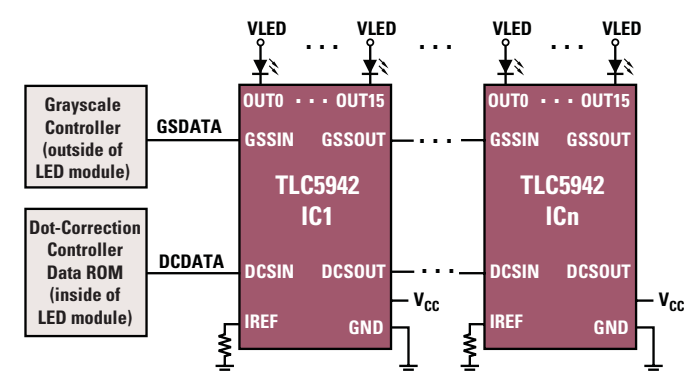 VLED VLED VLED VLED
Grayscale
Controller
(outside of
LED module)
GSDATA
OUT0 · · · OUT15
GSSIN GSSOUT
TLC5942
IC1
DCSIN DCSOUT
VCC
IREF
GND
OUT0 · · · OUT15
GSSIN GSSOUT
TLC5942
ICn
DCSIN DCSOUT
VCC
IREF
GND
Dot-Correction
Controller
Data ROM
(inside of
LED module)
DCDATA